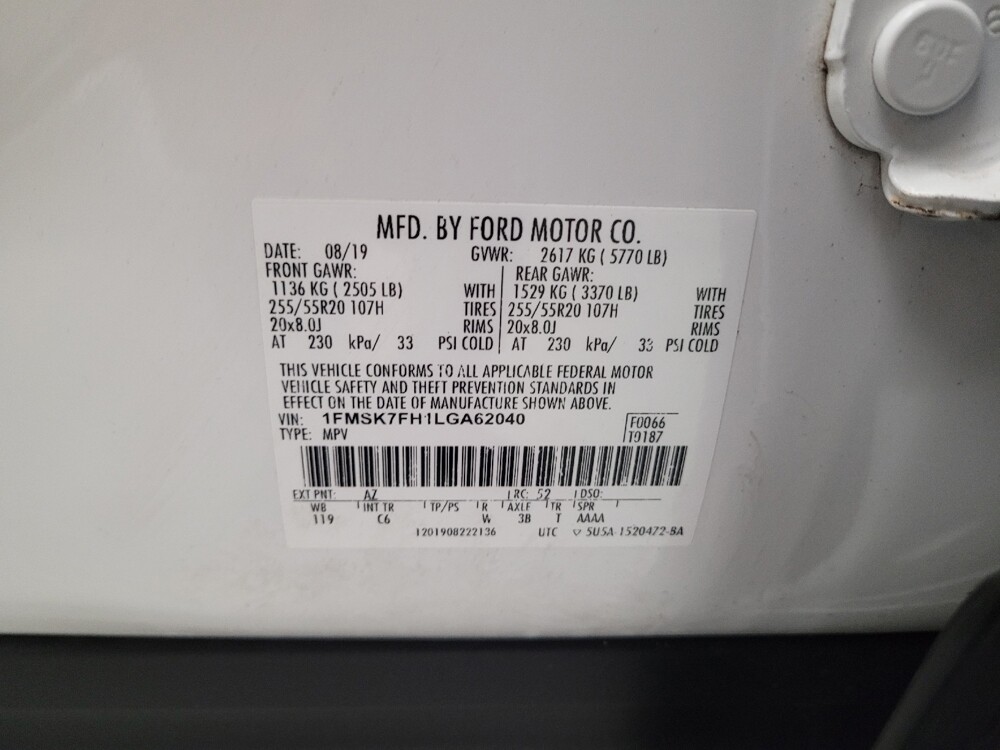 MFD. BY FORD MOTOR CO.
DATE: 08/19 GVWR: 2617 KG ( 5770 LB)
FRONT GAWR: REAR GAWR:
1136 KG ( 2505 LB) WITH 1529 KG ( 3370 LB) WITH
255/55R20 107H TIRES 255/55R20 107H TIRES
20x8.0J RIMS 20x8.0J RIMS
AT 230 kPa/ 33 PSI COLD AT 230 kPa/ 33 PSI COLD
THIS VEHICLE CONFORMS TO ALL APPLICABLE FEDERAL MOTOR
VEHICLE SAFETY AND THEFT PREVENTION STANDARDS IN
EFFECT ON THE DATE OF MANUFACTURE SHOWN ABOVE.
VIN: 1FMSK7FH1LGA62040 F0066
TYPE: MPV T0187
EXT PNT: AZ RC: 52 DSO:
WB INT TR TP/PS R AXLE TR SPR
119 C6 W 3B T AAAA
1201908222136 UTC ▽ 5U5A-1520472-BA